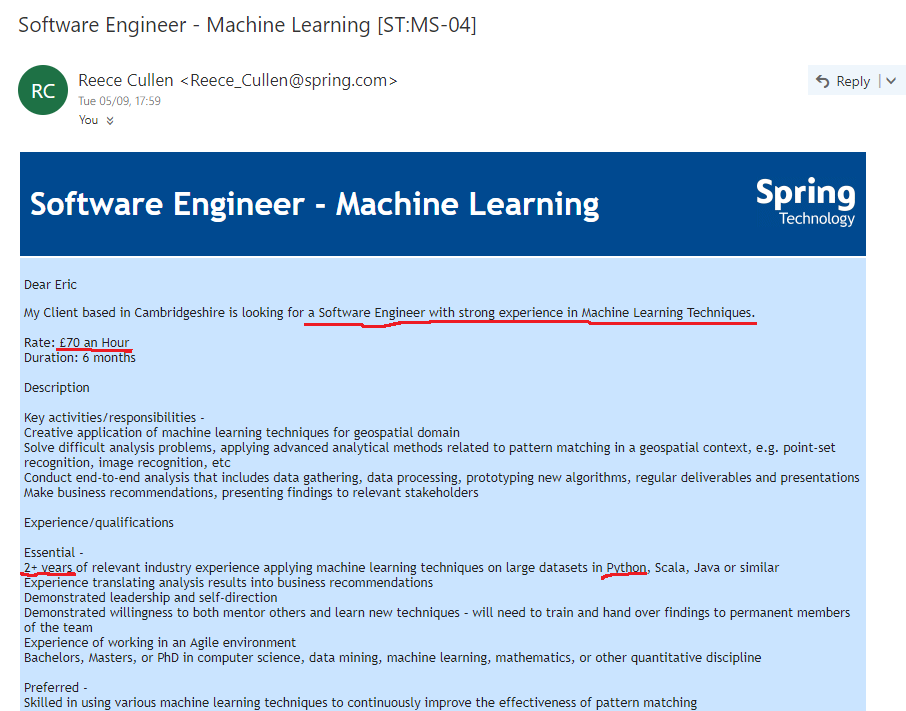 Software Engineer - Machine Learning [ST:MS-04]
RC
Reece Cullen <Reece_Cullen@spring.com>
Reply
Tue 05/09, 17:59
You
Software Engineer - Machine Learning
Spring
Technology
Dear Eric
My Client based in Cambridgeshire is looking for a Software Engineer with strong experience in Machine Learning Techniques.
Rate: £70 an Hour
Duration: 6 months
Description
Key activities/responsibilities -
Creative application of machine learning techniques for geospatial domain
Solve difficult analysis problems, applying advanced analytical methods related to pattern matching in a geospatial context, e.g. point-set
recognition, image recognition, etc
Conduct end-to-end analysis that includes data gathering, data processing, prototyping new algorithms, regular deliverables and presentations
Make business recommendations, presenting findings to relevant stakeholders
Experience/qualifications
Essential -
2+ years of relevant industry experience applying machine learning techniques on large datasets in Python, Scala, Java or similar
Experience translating analysis results into business recommendations
Demonstrated leadership and self-direction
Demonstrated willingness to both mentor others and learn new techniques - will need to train and hand over findings to permanent members
of the team
Experience of working in an Agile environment
Bachelors, Masters, or PhD in computer science, data mining, machine learning, mathematics, or other quantitative discipline
Preferred -
Skilled in using various machine learning techniques to continuously improve the effectiveness of pattern matching